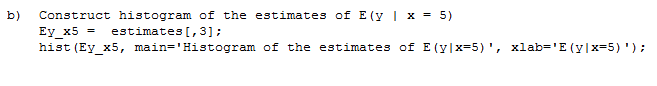 b) Construct histogram of the estimates of E(y | x = 5)
Ey_x5 = estimates[,3];
hist(Ey_x5, main='Histogram of the estimates of E(y|x=5)', xlab='E(y|x=5)');